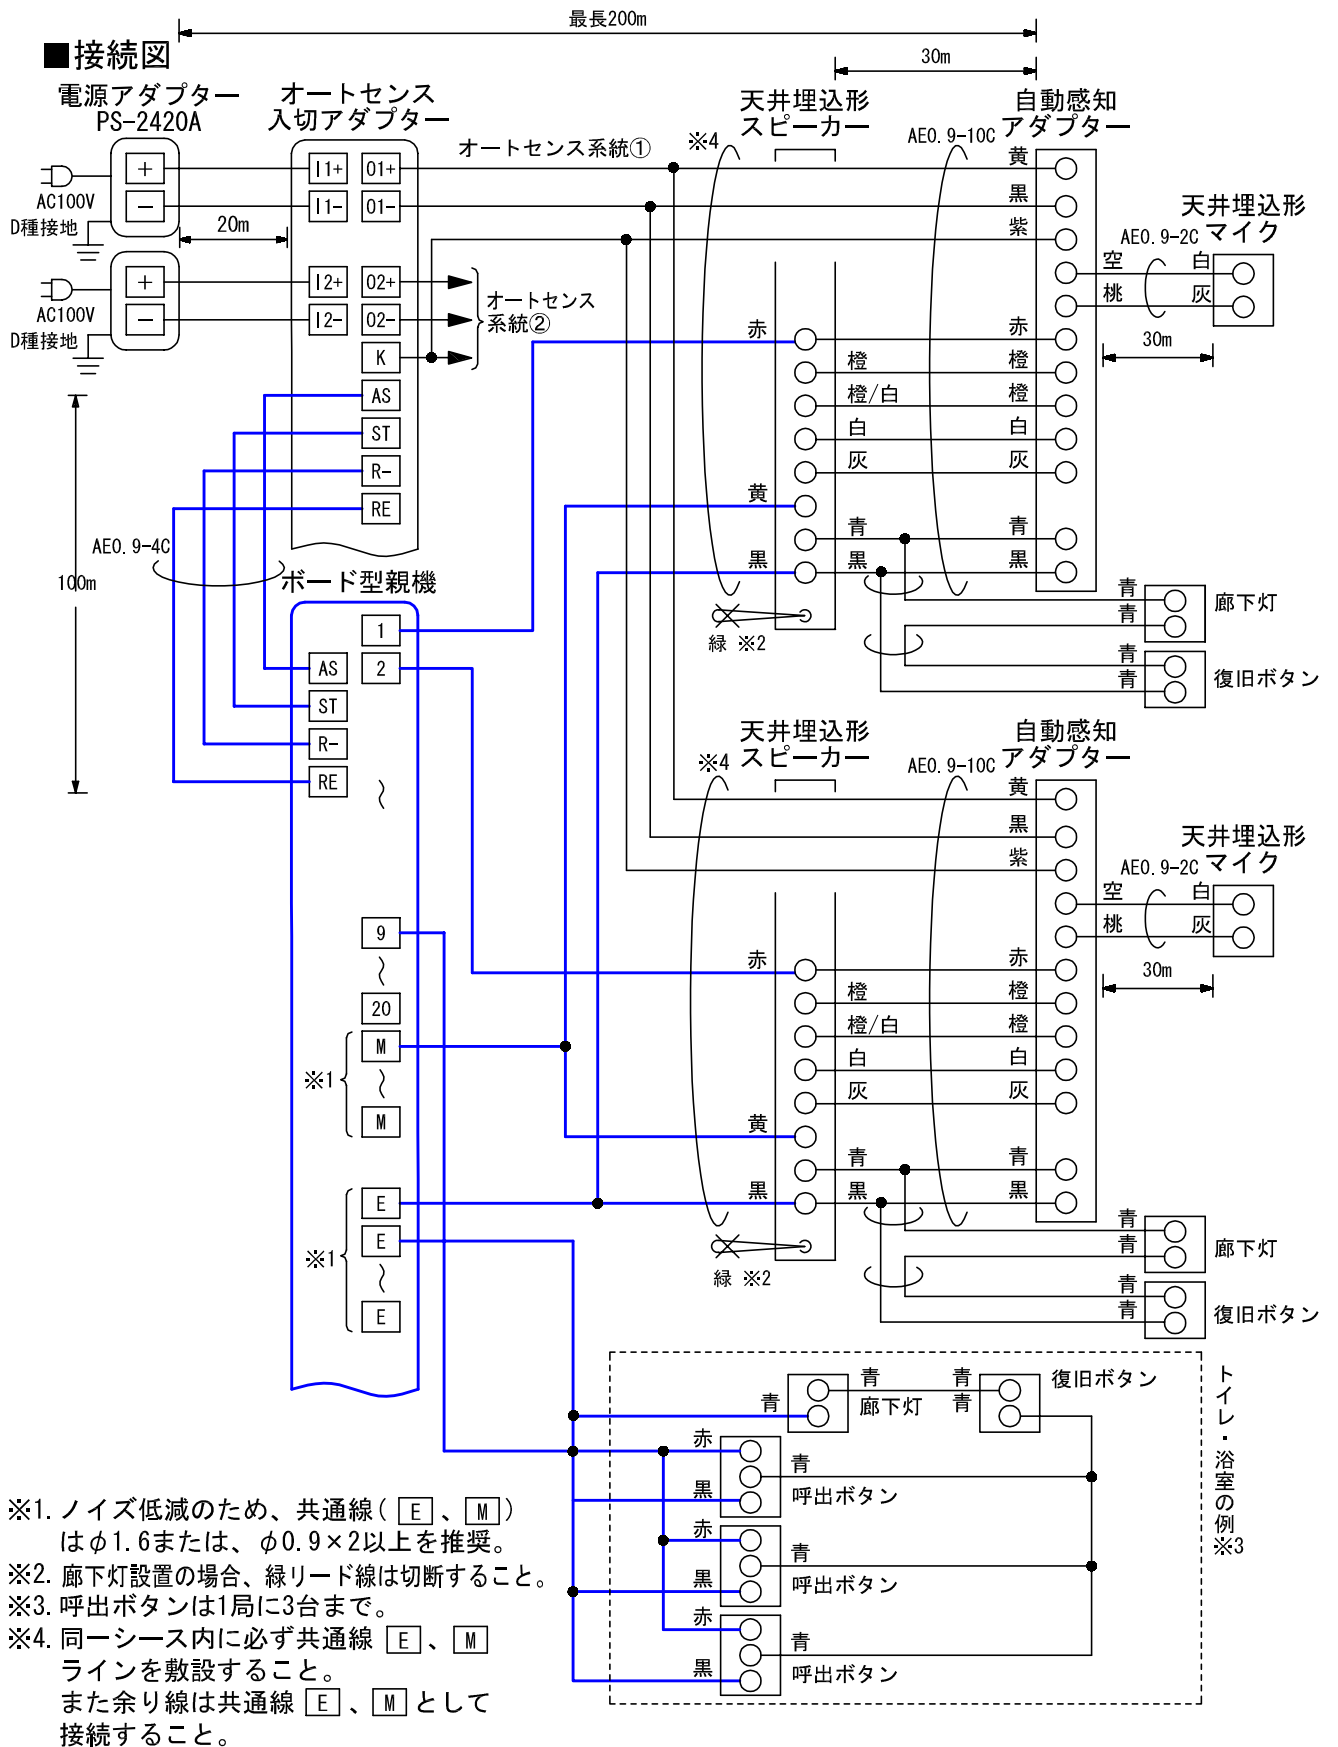 最長200m
■接続図
30m
電源アダプター
PS-2420A
オートセンス
入切アダプター
天井埋込形
スピーカー
自動感知
アダプター
オートセンス系統①
※4
AE0.9-10C
AC100V
D種接地
+
−
I1+
O1+
I1-
O1-
20m
黄
黒
紫
天井埋込形
マイク
AE0.9-2C
空
白
桃
灰
30m
AC100V
D種接地
+
−
I2+
O2+
I2-
O2-
K
オートセンス
系統②
AS
ST
R-
RE
赤
赤
橙
橙
橙/白
橙
白
白
灰
灰
黄
青
青
黒
黒
黒
緑 ※2
青
青
廊下灯
青
青
復旧ボタン
AE0.9-4C
100m
ボード型親機
1
2
AS
ST
R-
RE
〜
9
〜
20
※1
M
〜
M
※1
E
E
〜
E
天井埋込形
スピーカー
自動感知
アダプター
※4
AE0.9-10C
黄
黒
紫
天井埋込形
マイク
AE0.9-2C
空
白
桃
灰
30m
赤
赤
橙
橙
橙/白
橙
白
白
灰
灰
黄
青
青
黒
黒
黒
緑 ※2
青
青
廊下灯
青
青
復旧ボタン
トイレ・浴室の例
※3
青
青
廊下灯
青
青
復旧ボタン
赤
青
黒
呼出ボタン
赤
青
黒
呼出ボタン
赤
青
黒
呼出ボタン
※1. ノイズ低減のため、共通線( E 、 M )
はφ1.6または、φ0.9×2以上を推奨。
※2. 廊下灯設置の場合、緑リード線は切断すること。
※3. 呼出ボタンは1局に3台まで。
※4. 同一シース内に必ず共通線 E 、 M
ラインを敷設すること。
また余り線は共通線 E 、 M として
接続すること。